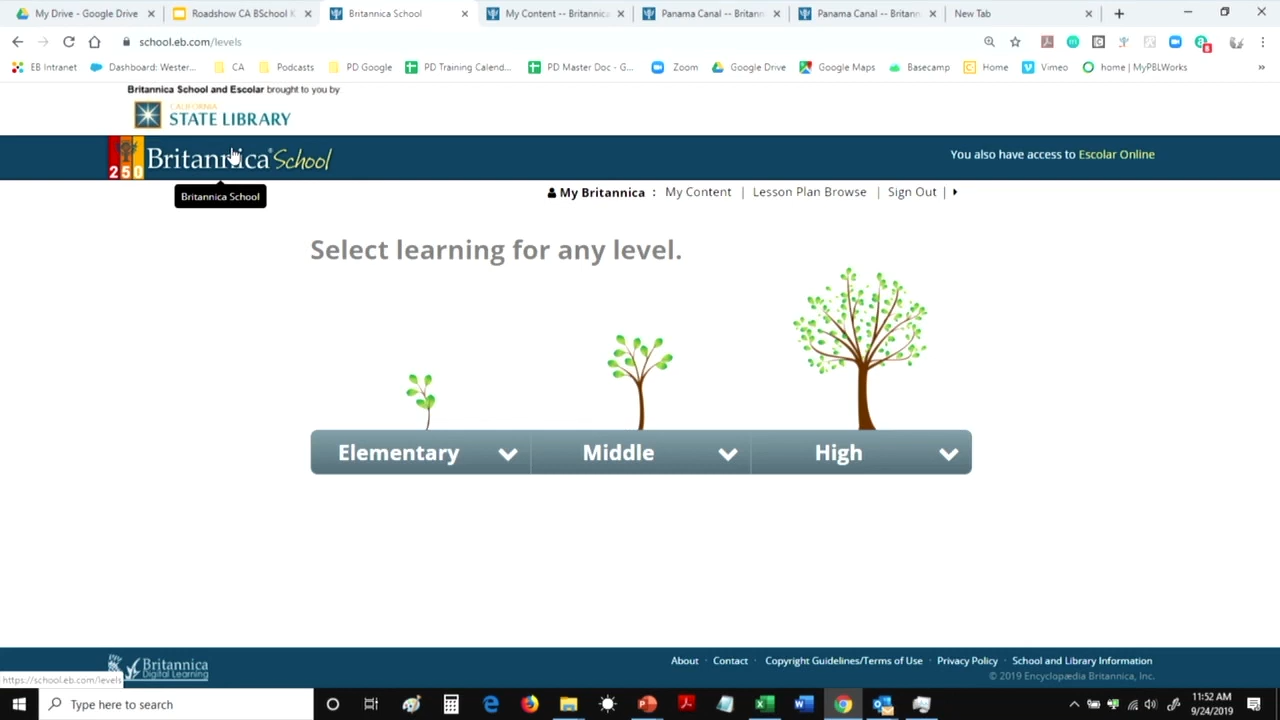 My Drive - Google Drive
Roadshow CA BSchool K
Britannica School
My Content -- Britannica
Panama Canal -- Britann
Panama Canal -- Britann
New Tab
school.eb.com/levels
EB Intranet
Dashboard: Wester...
CA
Podcasts
PD Google
PD Training Calend...
PD Master Doc - G...
Zoom
Google Drive
Google Maps
Basecamp
Home
Vimeo
home | MyPBLWorks
»
Britannica School and Escolar brought to you by
CALIFORNIA
STATE LIBRARY
250
Britannica® School
You also have access to Escolar Online
Britannica School
My Britannica : My Content | Lesson Plan Browse | Sign Out |
Select learning for any level.
Elementary
Middle
High
Britannica
Digital Learning
About · Contact · Copyright Guidelines/Terms of Use · Privacy Policy · School and Library Information
© 2019 Encyclopædia Britannica, Inc.
https://school.eb.com/levels
Type here to search
11:52 AM
9/24/2019